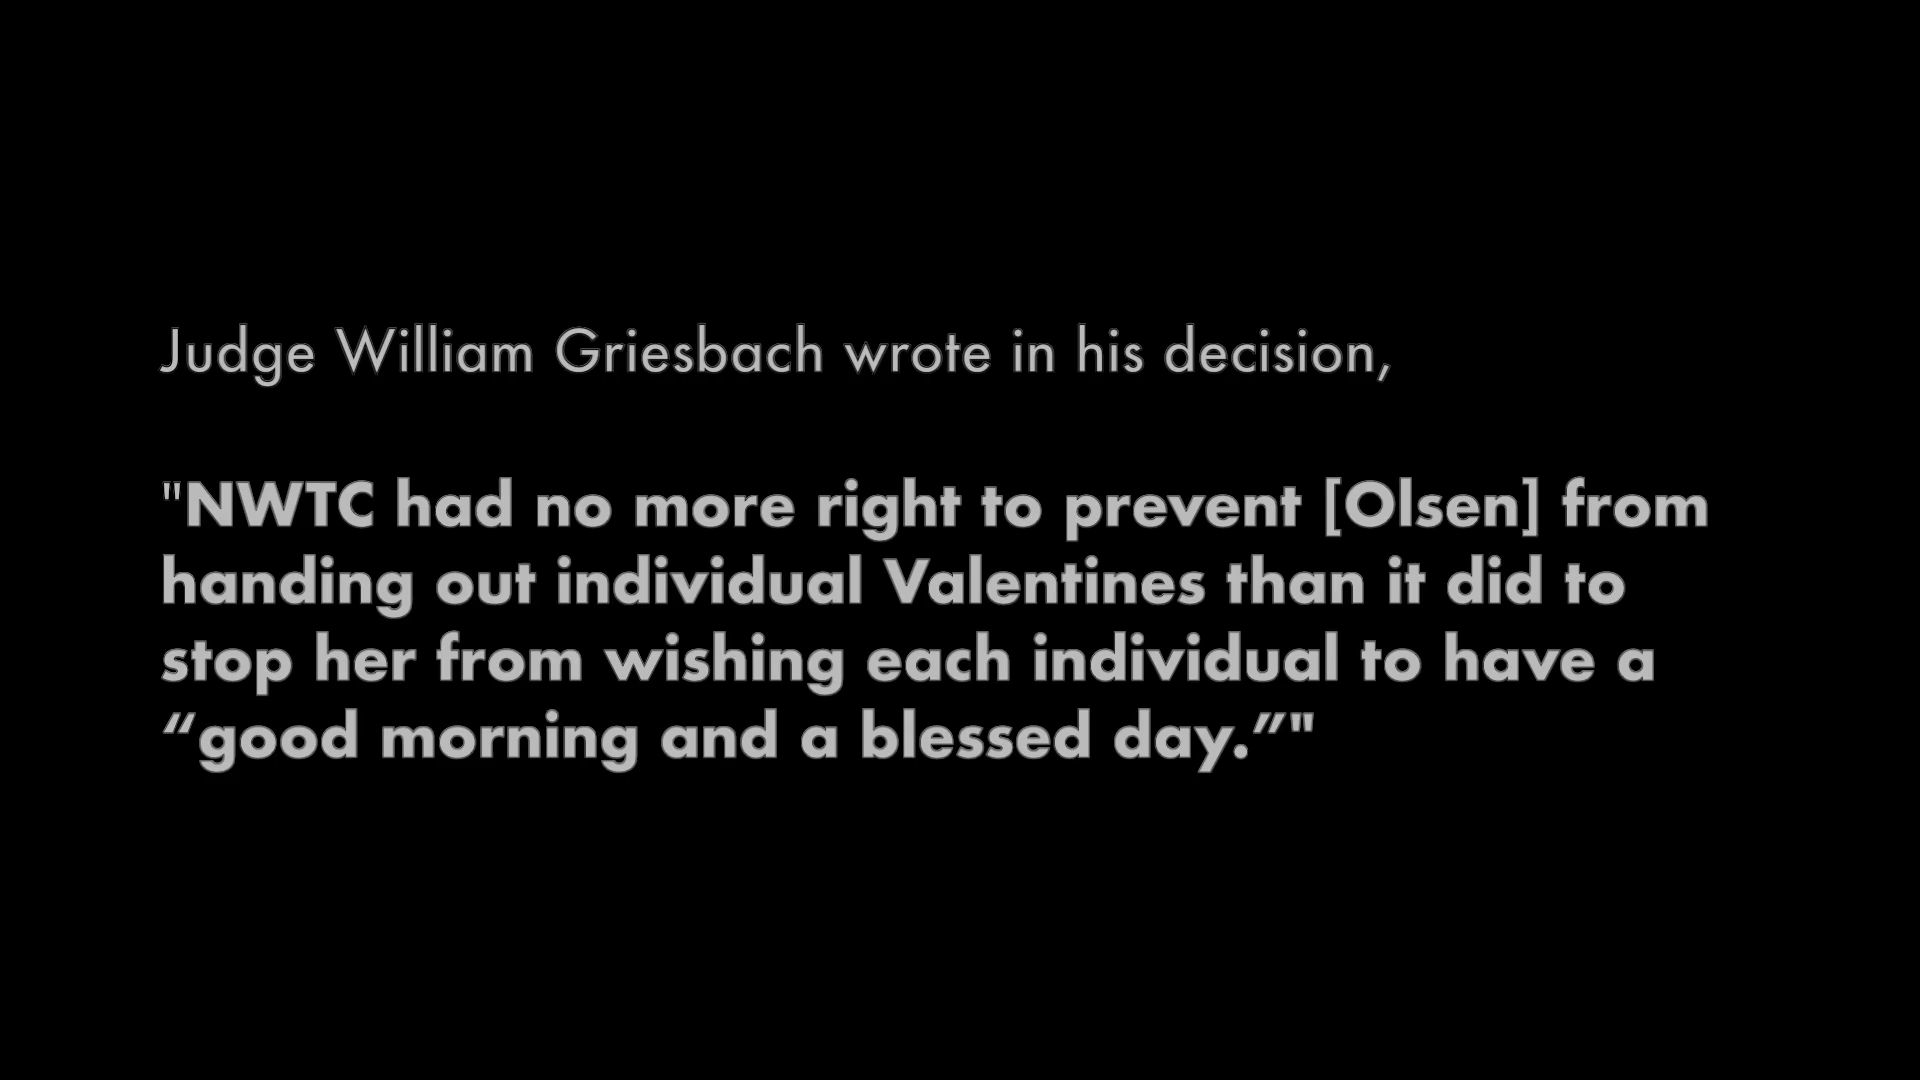 Judge William Griesbach wrote in his decision,
"NWTC had no more right to prevent [Olsen] from
handing out individual Valentines than it did to
stop her from wishing each individual to have a
“good morning and a blessed day.”"